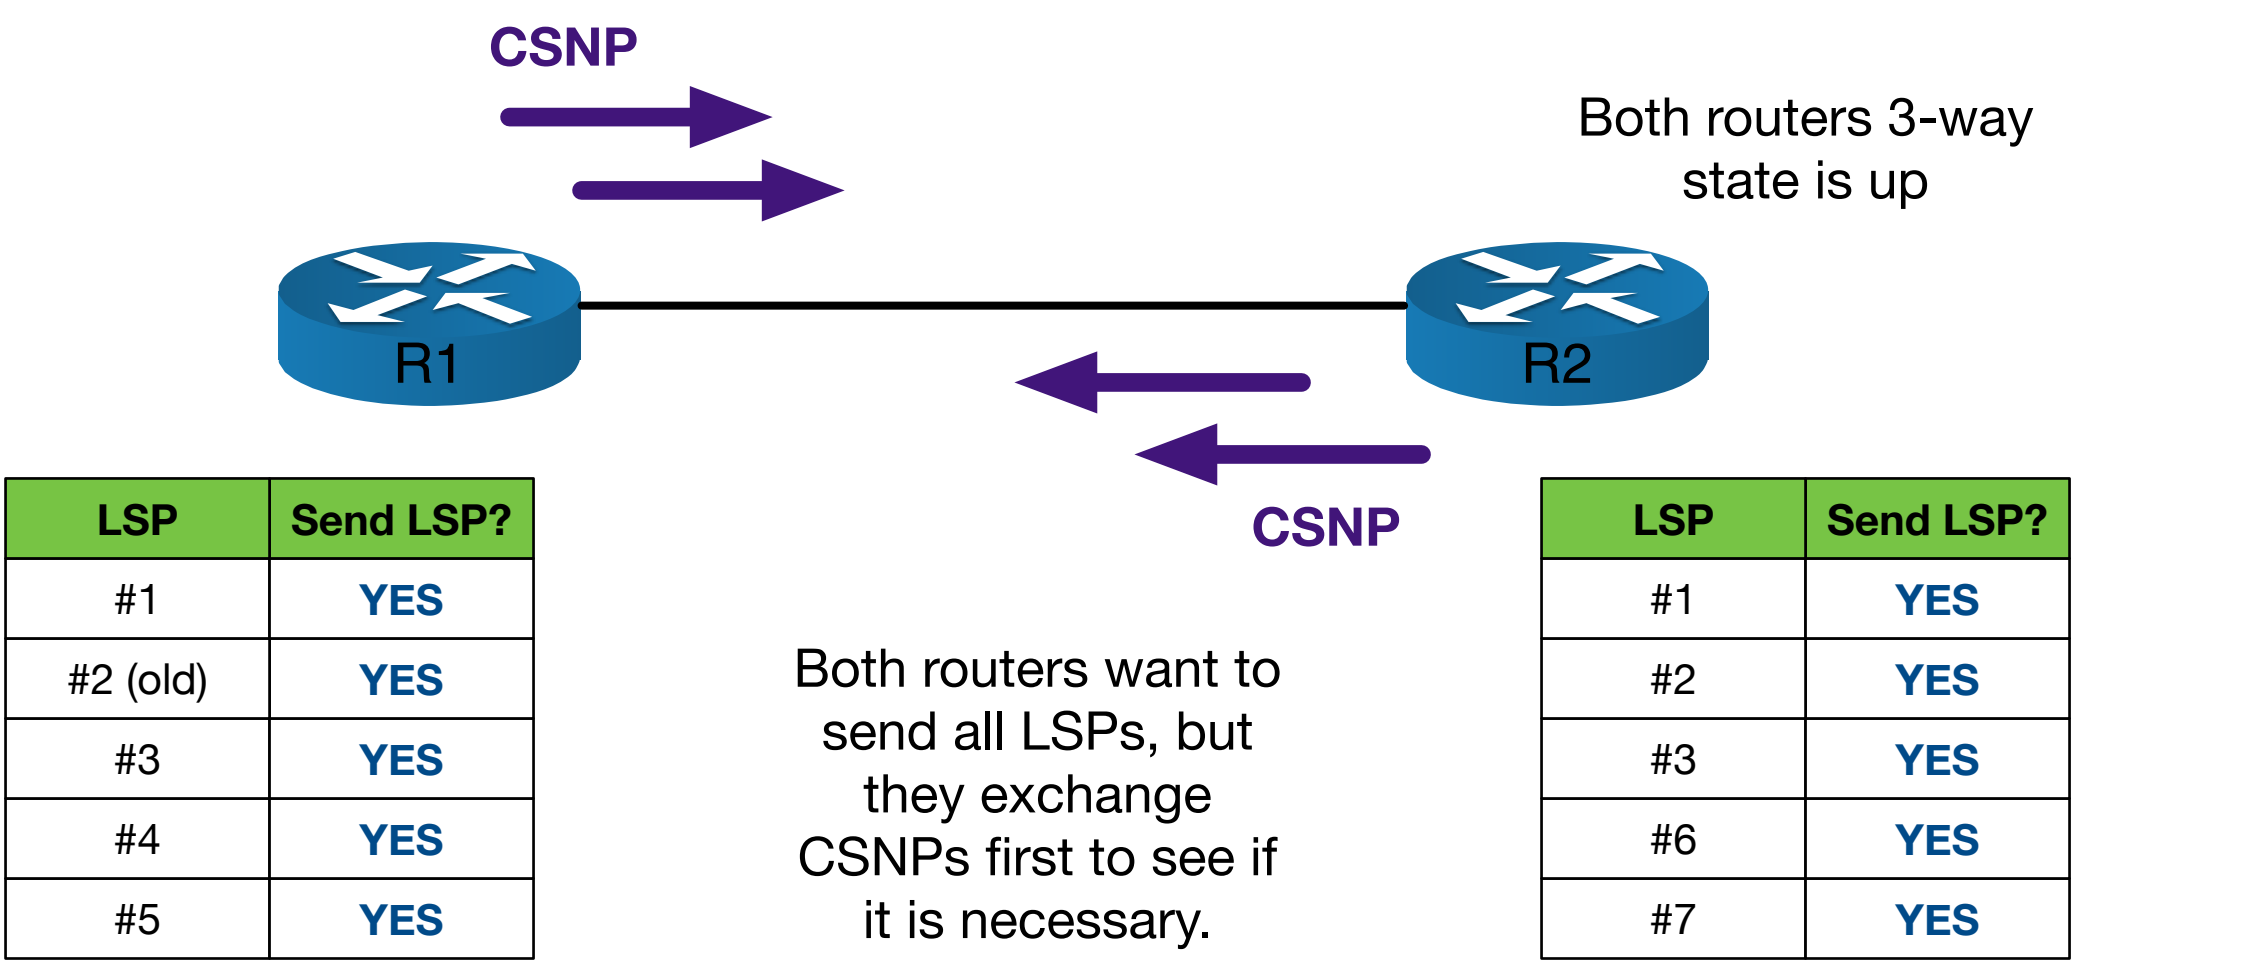 CSNP
Both routers 3-way
state is up
R1
R2
CSNP
LSP Send LSP?
#1 YES
#2 (old) YES
#3 YES
#4 YES
#5 YES
Both routers want to
send all LSPs, but
they exchange
CSNPs first to see if
it is necessary.
LSP Send LSP?
#1 YES
#2 YES
#3 YES
#6 YES
#7 YES